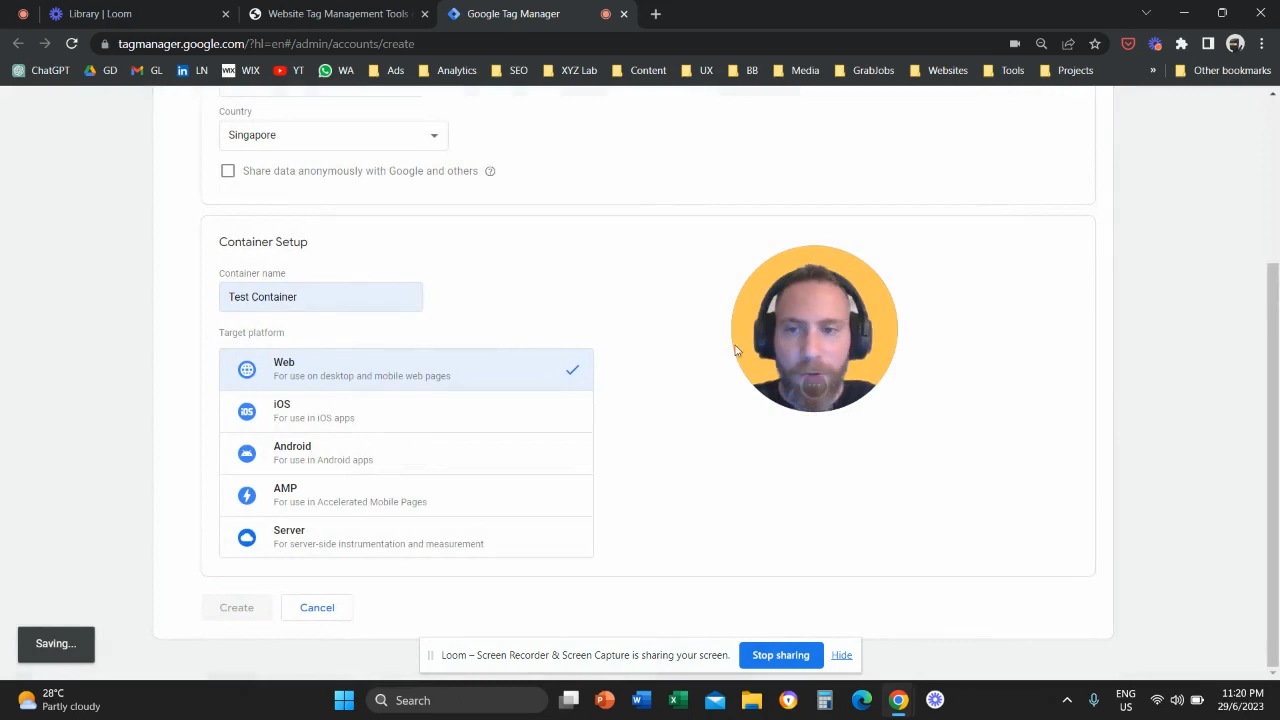 Library | Loom
Website Tag Management Tools
Google Tag Manager
tagmanager.google.com/?hl=en#/admin/accounts/create
ChatGPT
GD
GL
LN
WIX
YT
WA
Ads
Analytics
SEO
XYZ Lab
Content
UX
BB
Media
GrabJobs
Websites
Tools
Projects
»
Other bookmarks
Country
Singapore
Share data anonymously with Google and others
Container Setup
Container name
Test Container
Target platform
Web
For use on desktop and mobile web pages
iOS
iOS
For use in iOS apps
Android
For use in Android apps
AMP
For use in Accelerated Mobile Pages
Server
For server-side instrumentation and measurement
Create
Cancel
Saving...
Loom – Screen Recorder & Screen Capture is sharing your screen.
Stop sharing
Hide
28°C
Partly cloudy
Search
ENG
US
11:20 PM
29/6/2023